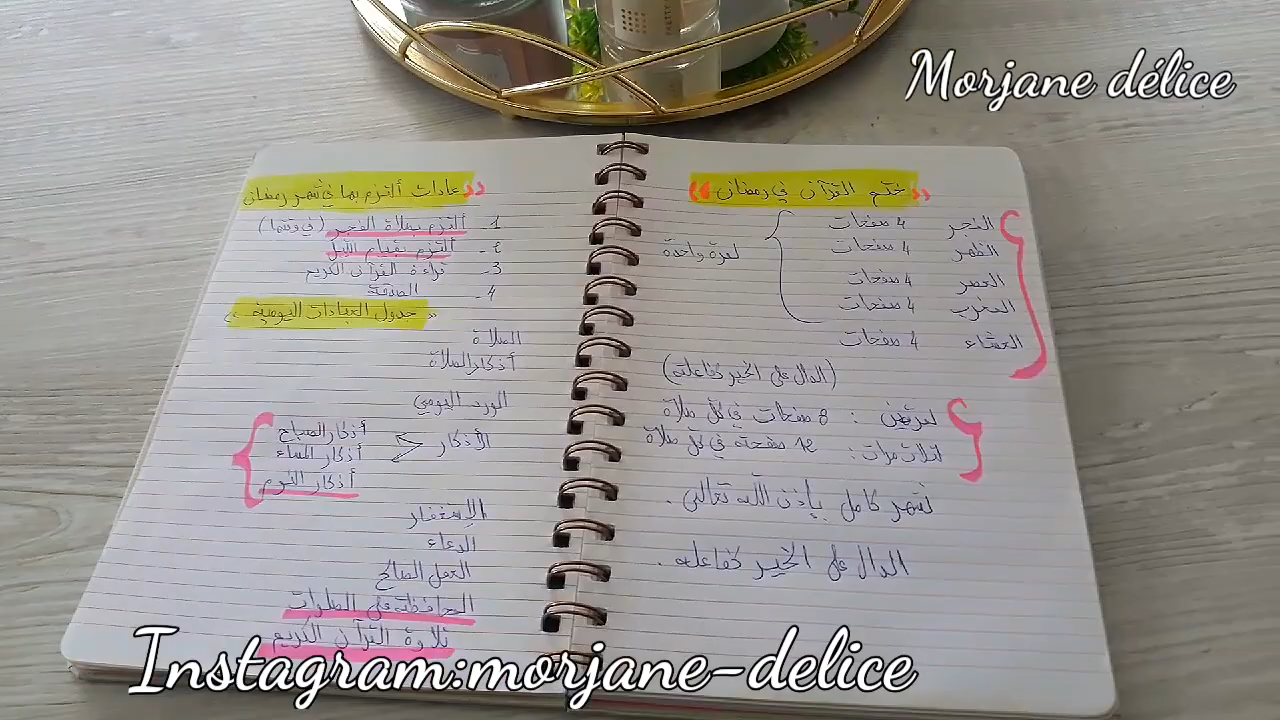 Morjane délice
« ختم القرآن في رمضان »
الفجر 4 صفحات
الظهر 4 صفحات
العصر 4 صفحات
المغرب 4 صفحات
العشاء 4 صفحات
لمرة واحدة
(الدال على الخير كفاعله)
لمرتين : 8 صفحات في كل صلاة
لثلاث مرات : 12 صفحة في كل صلاة
لشهر كامل بإذن الله تعالى .
الدال على الخير كفاعله .
« عادات ألتزم بها في شهر رمضان
1- ألتزم بصلاة الفجر (في وقتها)
2- ألتزم بقيام الليل
3- قراءة القرآن الكريم
4- الصدقة
« جدول العبادات اليومية »
الصلاة
أذكار الصلاة
الورد اليومي
الأذكار
أذكار الصباح
أذكار المساء
أذكار النوم
الإستغفار
الدعاء
العمل الصالح
المحافظة على الصلوات
تلاوة القرآن الكريم
Instagram:morjane-delice